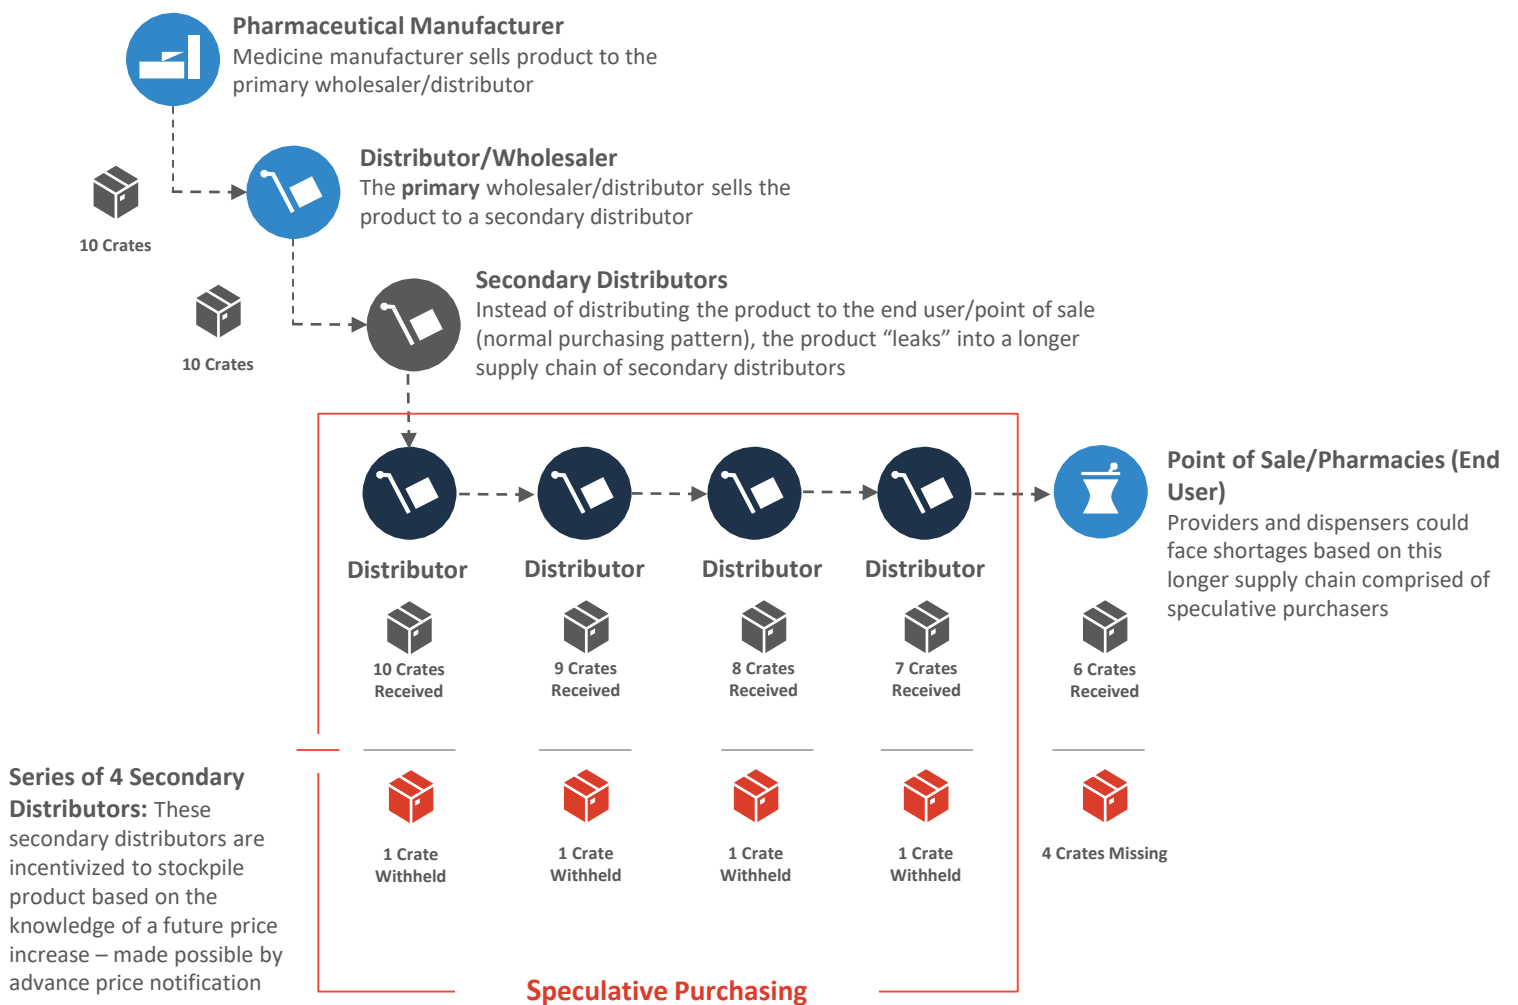 Pharmaceutical Manufacturer
Medicine manufacturer sells product to the
primary wholesaler/distributor
10 Crates
Distributor/Wholesaler
The primary wholesaler/distributor sells the
product to a secondary distributor
10 Crates
Secondary Distributors
Instead of distributing the product to the end user/point of sale
(normal purchasing pattern), the product “leaks” into a longer
supply chain of secondary distributors
Distributor
Distributor
Distributor
Distributor
10 Crates
Received
9 Crates
Received
8 Crates
Received
7 Crates
Received
6 Crates
Received
Point of Sale/Pharmacies (End
User)
Providers and dispensers could
face shortages based on this
longer supply chain comprised of
speculative purchasers
1 Crate
Withheld
1 Crate
Withheld
1 Crate
Withheld
1 Crate
Withheld
4 Crates Missing
Series of 4 Secondary
Distributors: These
secondary distributors are
incentivized to stockpile
product based on the
knowledge of a future price
increase – made possible by
advance price notification
Speculative Purchasing